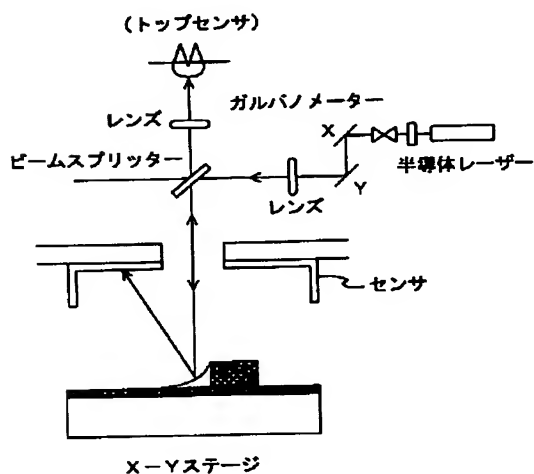 (トップセンサ)
ガルバノメーター
レンズ
X
ビームスプリッター
半導体レーザー
レンズ
Y
センサ
X-Yステージ